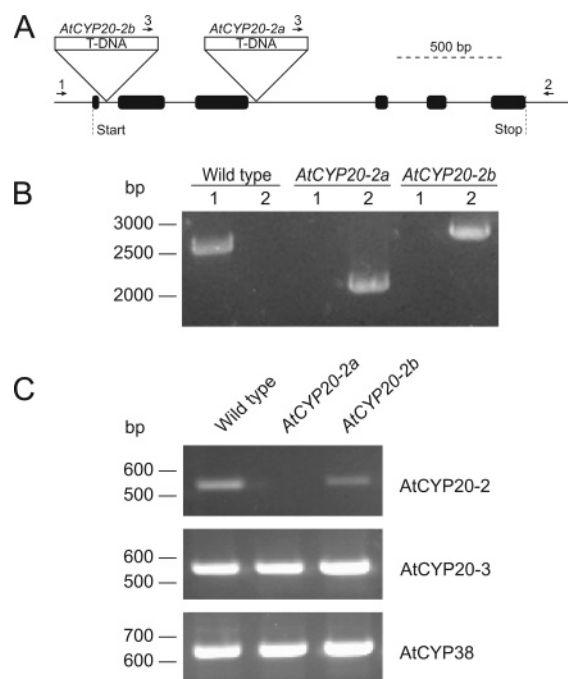 A
AtCYP20-2b 3
T-DNA
AtCYP20-2a 3
T-DNA
500 bp
1
2
Start
Stop
B
bp
Wild type AtCYP20-2a AtCYP20-2b
1 2 1 2 1 2
3000
2500
2000
C
bp
Wild type
AtCYP20-2a
AtCYP20-2b
600
500
AtCYP20-2
600
500
AtCYP20-3
700
600
AtCYP38